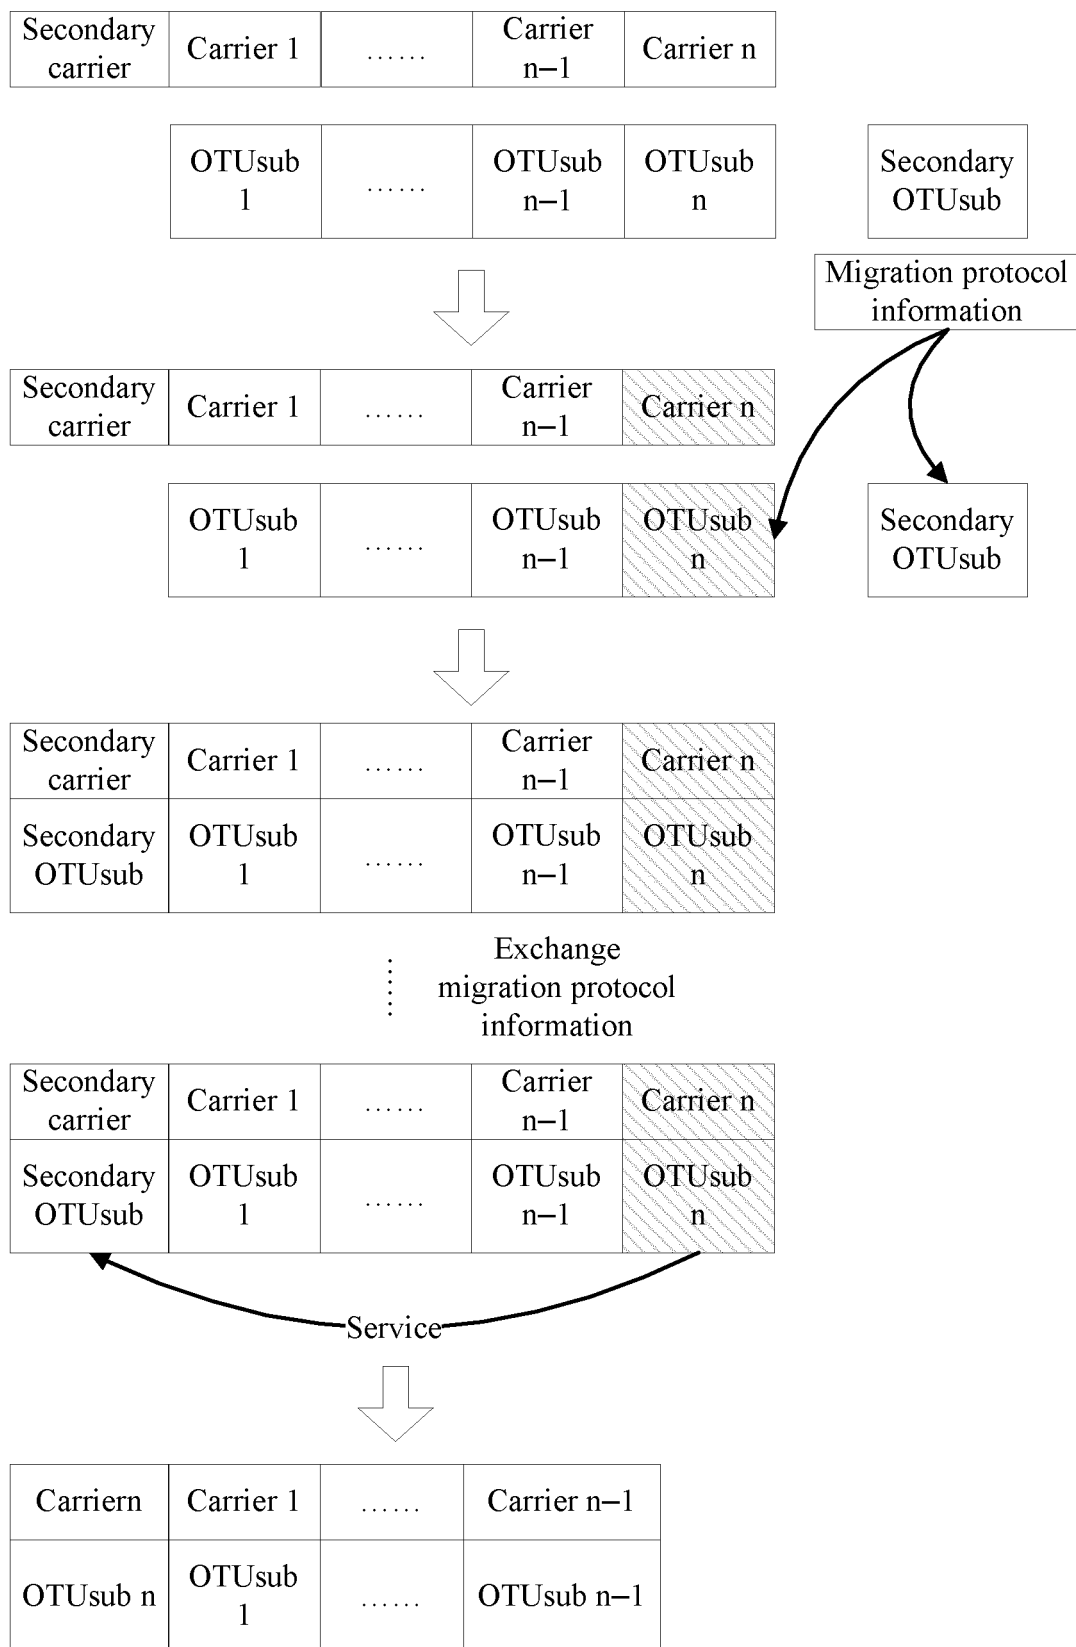 Secondary carrier
Carrier 1
......
Carrier n−1
Carrier n
OTUsub 1
......
OTUsub n−1
OTUsub n
Secondary OTUsub
Migration protocol information
Secondary carrier
Carrier 1
......
Carrier n−1
Carrier n
OTUsub 1
......
OTUsub n−1
OTUsub n
Secondary OTUsub
Secondary carrier
Carrier 1
......
Carrier n−1
Carrier n
Secondary OTUsub
OTUsub 1
......
OTUsub n−1
OTUsub n
Exchange
migration protocol
information
Secondary carrier
Carrier 1
......
Carrier n−1
Carrier n
Secondary OTUsub
OTUsub 1
......
OTUsub n−1
OTUsub n
Service
Carriern
Carrier 1
......
Carrier n−1
OTUsub n
OTUsub 1
......
OTUsub n−1